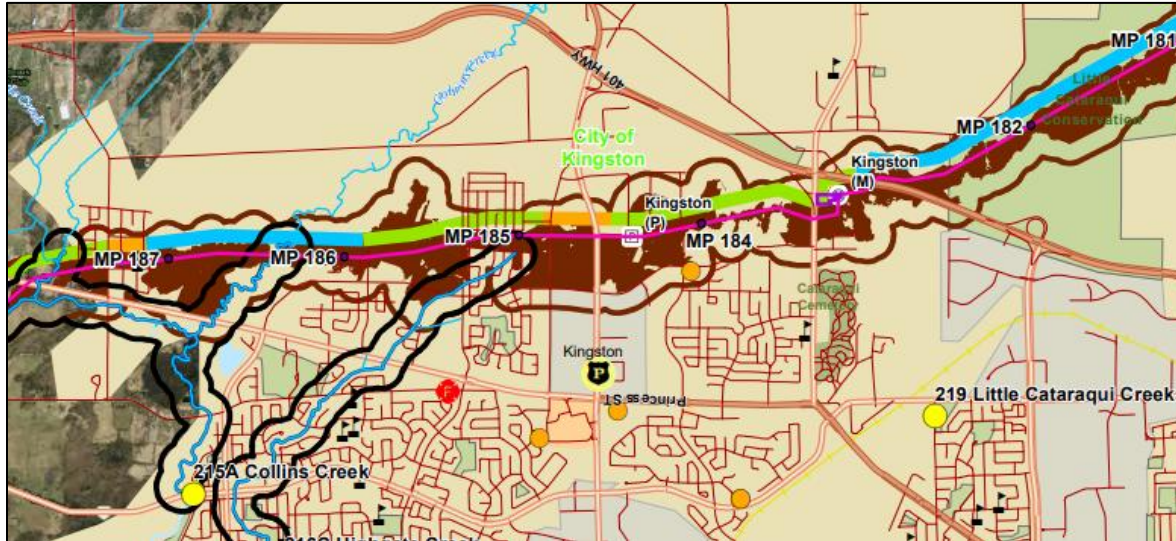 MP 181
401 HWY
Little
Cataraqui
Conservation
MP 182
City of
Kingston
Kingston
(M)
Kingston
(P)
MP 185
MP 184
MP 187
MP 186
Cataraqui
Cemetery
Kingston
P
F
Princess ST
219 Little Cataraqui Creek
215A Collins Creek